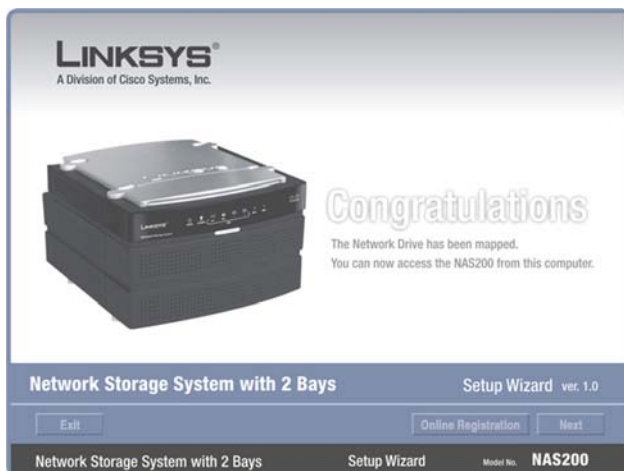 LINKSYS®
A Division of Cisco Systems, Inc.
LINKSYS
Congratulations
The Network Drive has been mapped.
You can now access the NAS200 from this computer.
Network Storage System with 2 Bays
Setup Wizard ver. 1.0
Exit
Online Registration
Next
Network Storage System with 2 Bays
Setup Wizard
Model No. NAS200